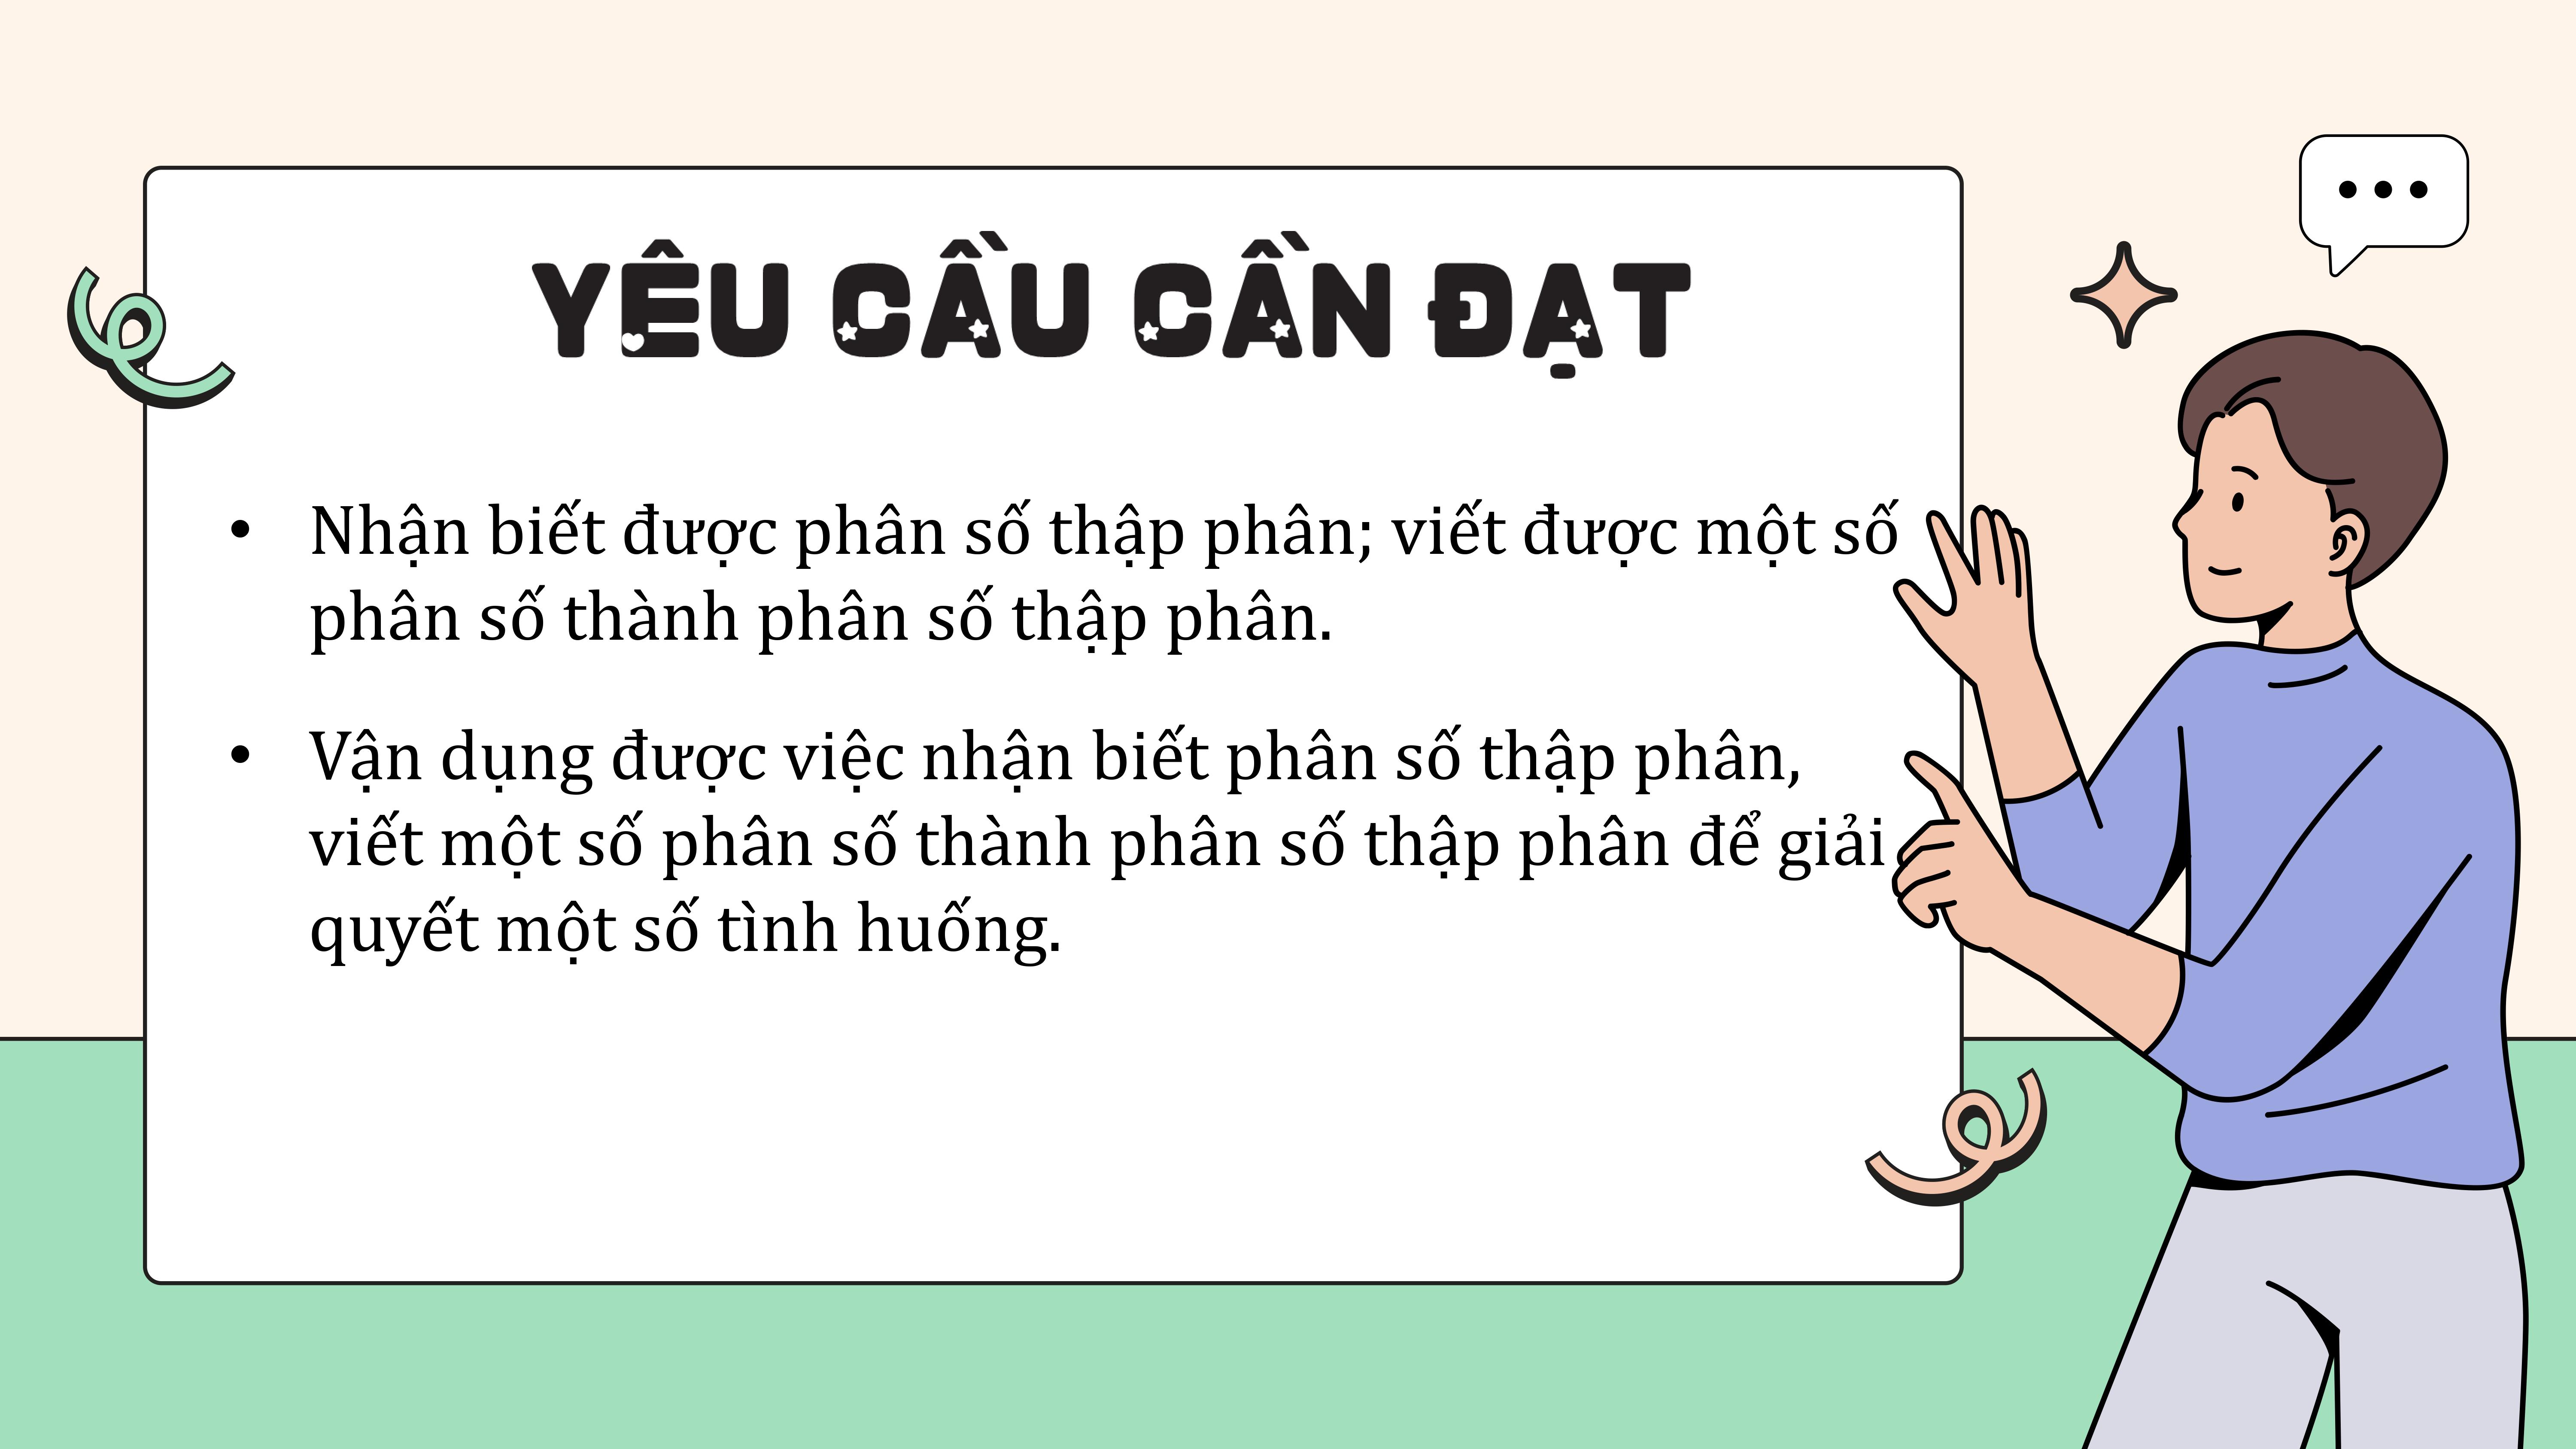 YÊU CẦU CẦN ĐẠT
• Nhận biết được phân số thập phân; viết được một số
phân số thành phân số thập phân.
• Vận dụng được việc nhận biết phân số thập phân,
viết một số phân số thành phân số thập phân để giải
quyết một số tình huống.